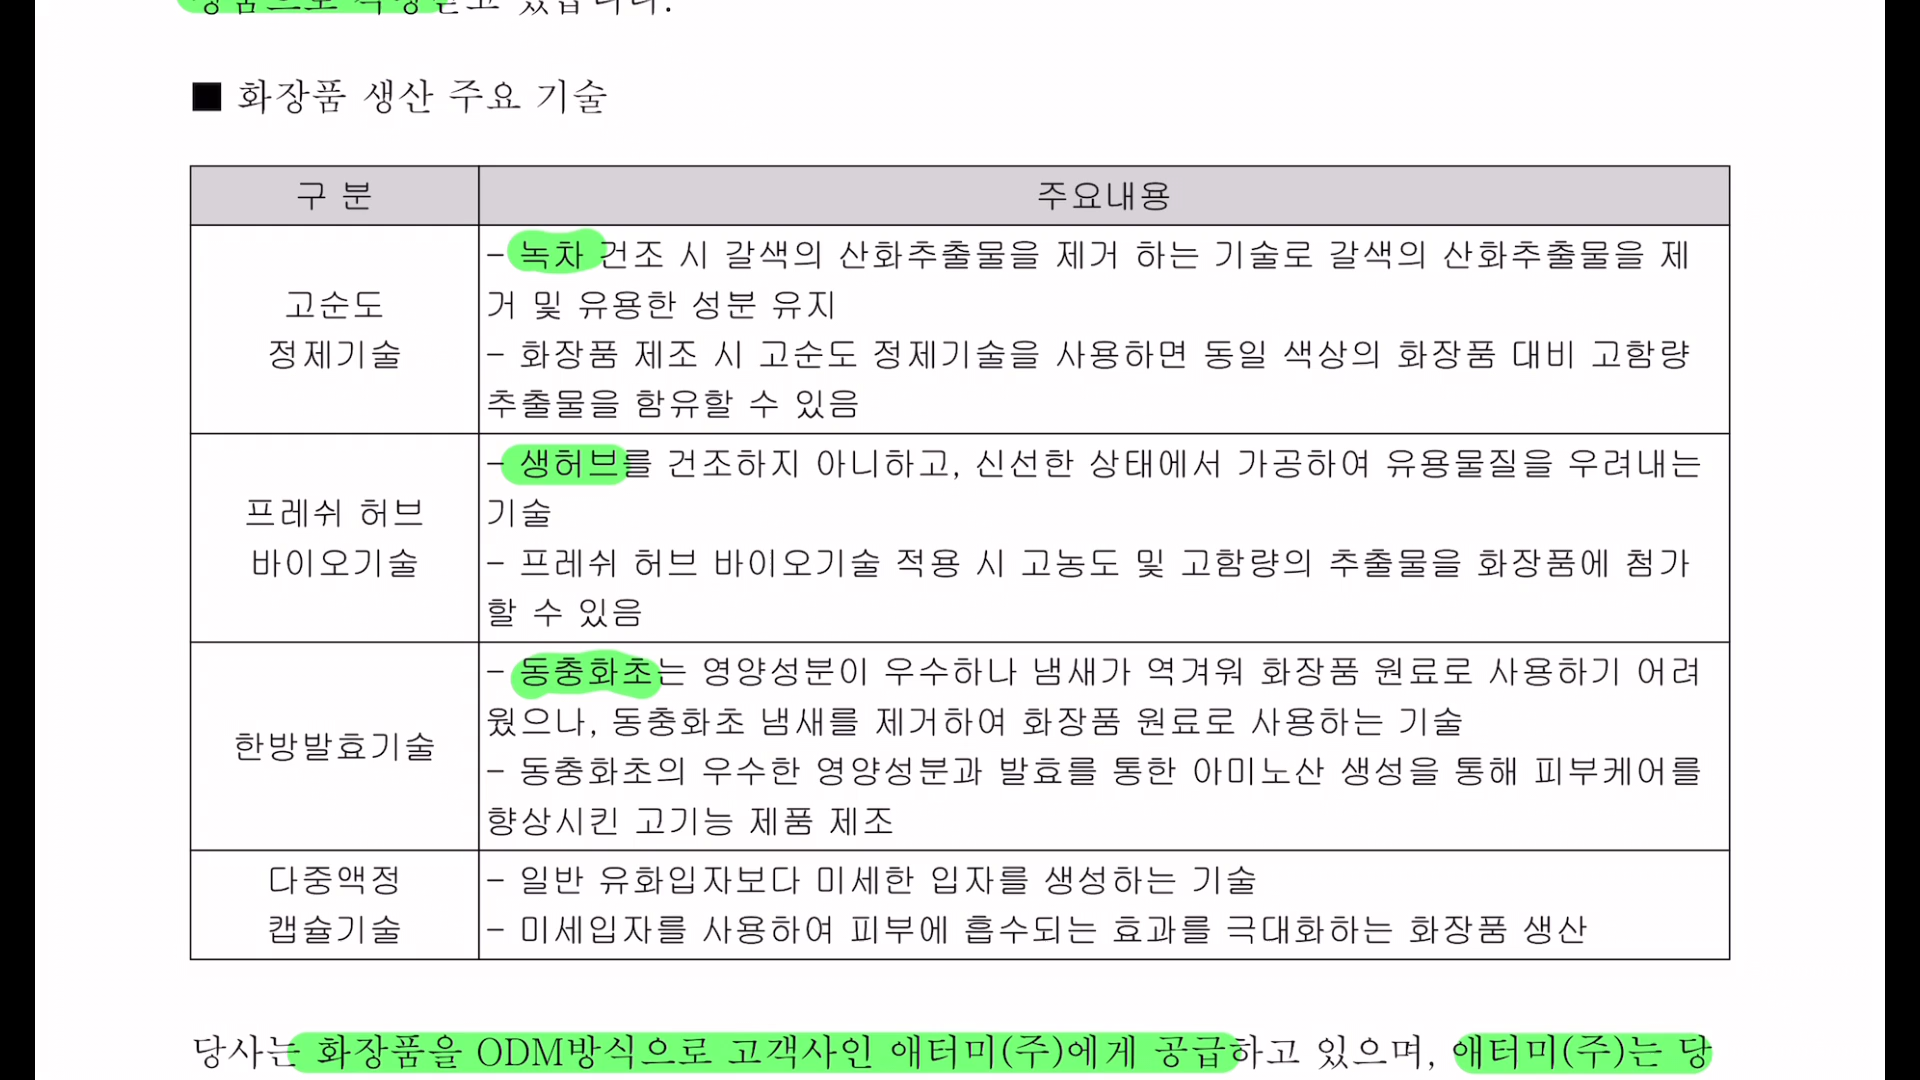 상품으로 각광받고 있습니다.
■ 화장품 생산 주요 기술
구 분
주요내용
고순도
정제기술
- 녹차 건조 시 갈색의 산화추출물을 제거 하는 기술로 갈색의 산화추출물을 제
거 및 유용한 성분 유지
- 화장품 제조 시 고순도 정제기술을 사용하면 동일 색상의 화장품 대비 고함량
추출물을 함유할 수 있음
프레쉬 허브
바이오기술
- 생허브를 건조하지 아니하고, 신선한 상태에서 가공하여 유용물질을 우려내는
기술
- 프레쉬 허브 바이오기술 적용 시 고농도 및 고함량의 추출물을 화장품에 첨가
할 수 있음
한방발효기술
- 동충화초는 영양성분이 우수하나 냄새가 역겨워 화장품 원료로 사용하기 어려
웠으나, 동충화초 냄새를 제거하여 화장품 원료로 사용하는 기술
- 동충화초의 우수한 영양성분과 발효를 통한 아미노산 생성을 통해 피부케어를
향상시킨 고기능 제품 제조
다중액정
캡슐기술
- 일반 유화입자보다 미세한 입자를 생성하는 기술
- 미세입자를 사용하여 피부에 흡수되는 효과를 극대화하는 화장품 생산
당사는 화장품을 ODM방식으로 고객사인 애터미(주)에게 공급하고 있으며, 애터미(주)는 당